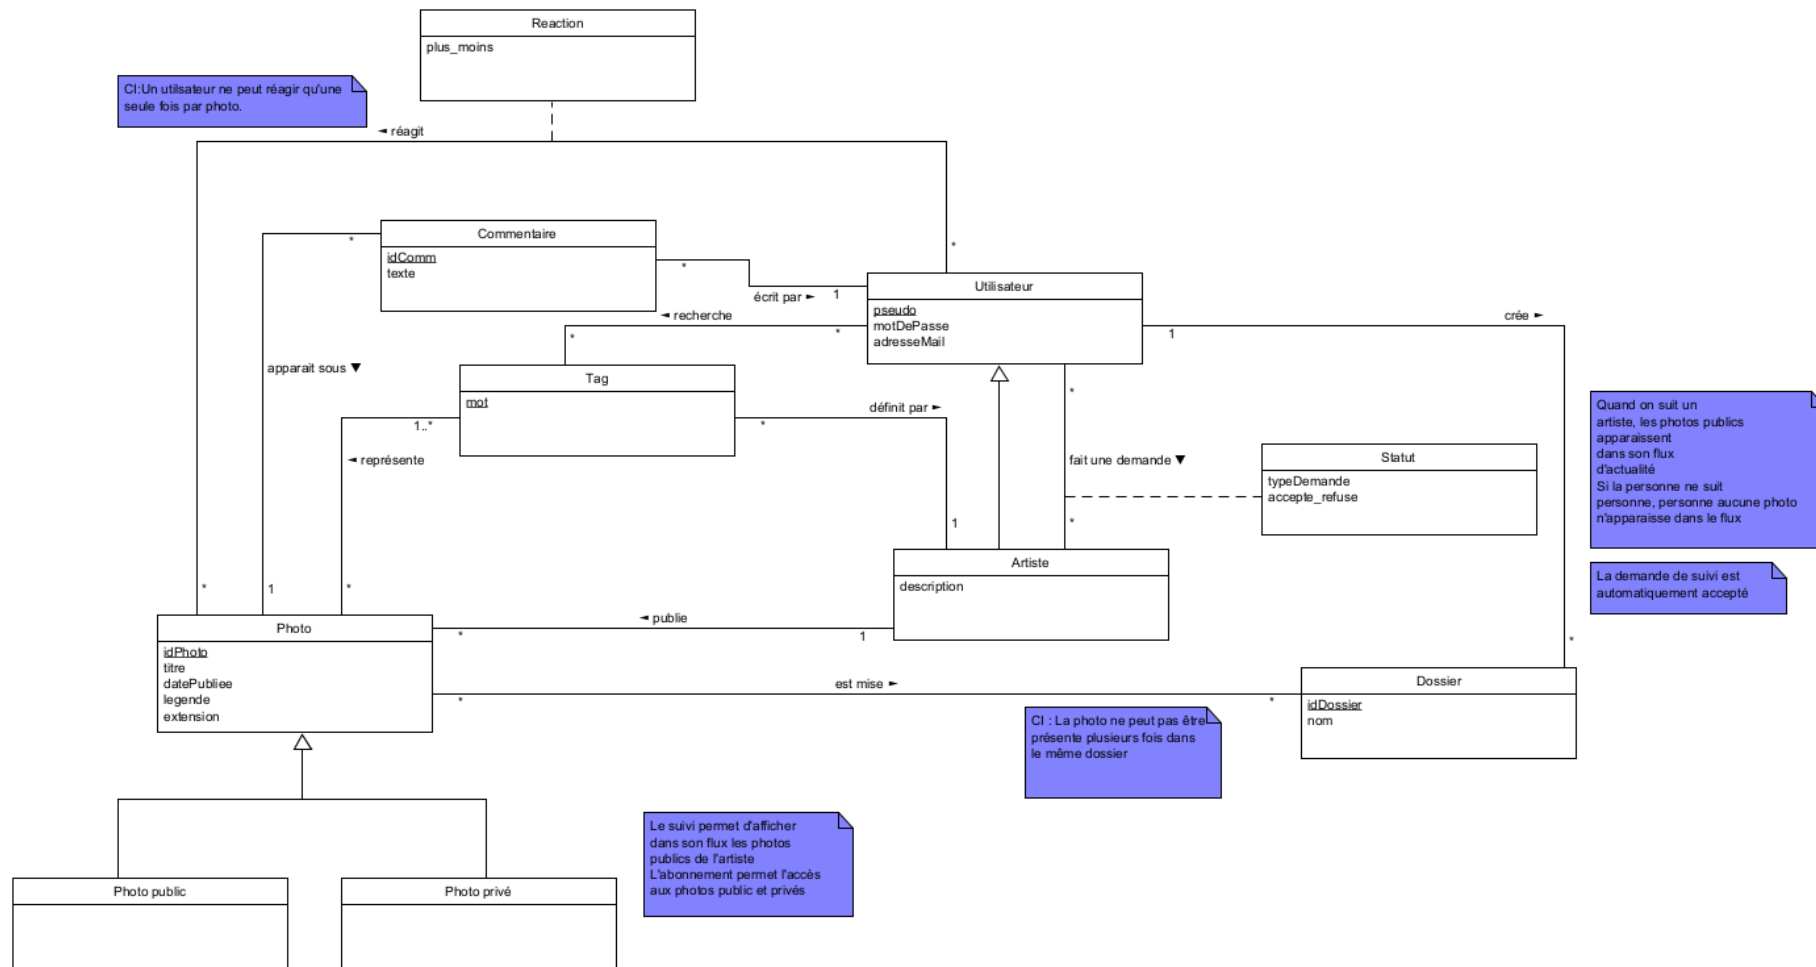 Reaction
plus_moins
CI:Un utilsateur ne peut réagir qu'une
seule fois par photo.
◄ réagit
Commentaire
idComm
texte
*
*
écrit par ►
1
*
Utilisateur
pseudo
motDePasse
adresseMail
◄ recherche
*
*
crée ►
1
apparait sous ▼
Tag
mot
1..*
*
définit par ►
◄ représente
*
fait une demande ▼
Statut
typeDemande
accepte_refuse
Quand on suit un
artiste, les photos publics
apparaissent
dans son flux
d'actualité
Si la personne ne suit
personne, personne aucune photo
n'apparaisse dans le flux
1
*
Artiste
description
La demande de suivi est
automatiquement accepté
*
1
*
Photo
idPhoto
titre
datePubliee
legende
extension
◄ publie
*
1
*
est mise ►
*
*
Dossier
idDossier
nom
CI : La photo ne peut pas être
présente plusieurs fois dans
le même dossier
Le suivi permet d'afficher
dans son flux les photos
publics de l'artiste
L'abonnement permet l'accès
aux photos public et privés
Photo public
Photo privé